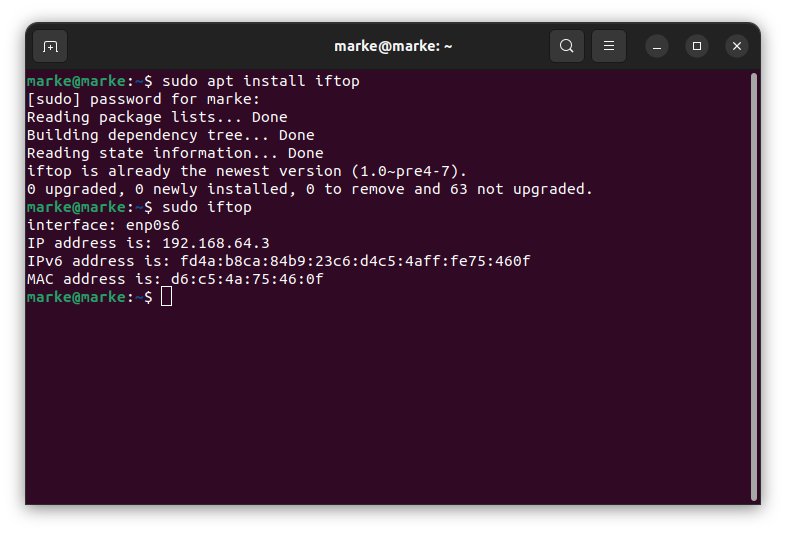 marke@marke: ~
marke@marke:~$ sudo apt install iftop
[sudo] password for marke:
Reading package lists... Done
Building dependency tree... Done
Reading state information... Done
iftop is already the newest version (1.0~pre4-7).
0 upgraded, 0 newly installed, 0 to remove and 63 not upgraded.
marke@marke:~$ sudo iftop
interface: enp0s6
IP address is: 192.168.64.3
IPv6 address is: fd4a:b8ca:84b9:23c6:d4c5:4aff:fe75:460f
MAC address is: d6:c5:4a:75:46:0f
marke@marke:~$